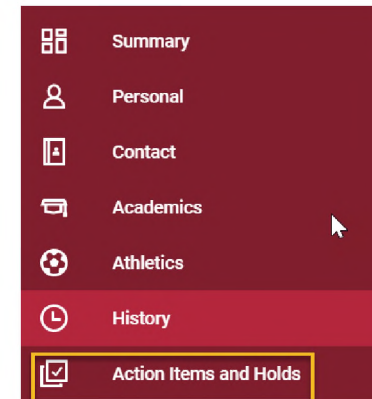 Summary
Personal
Contact
Academics
Athletics
History
Action Items and Holds